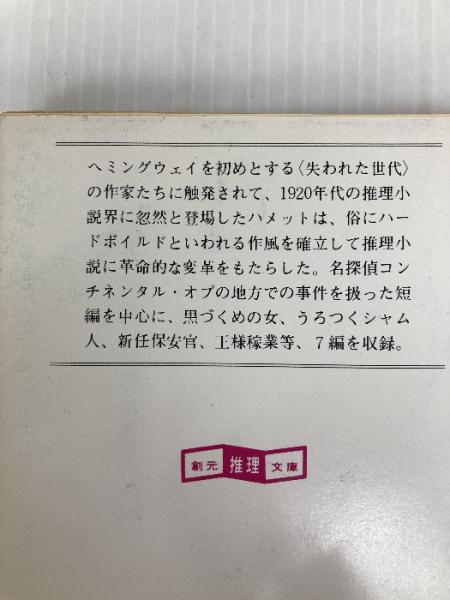 ヘミングウェイを初めとする〈失われた世代〉
の作家たちに触発されて、1920年代の推理小
説界に忽然と登場したハメットは、俗にハー
ドボイルドといわれる作風を確立して推理小
説に革命的な変革をもたらした。名探偵コン
チネンタル・オプの地方での事件を扱った短
編を中心に、黒づくめの女、うろつくシャム
人、新任保安官、王様稼業等、７編を収録。
創元 推理 文庫